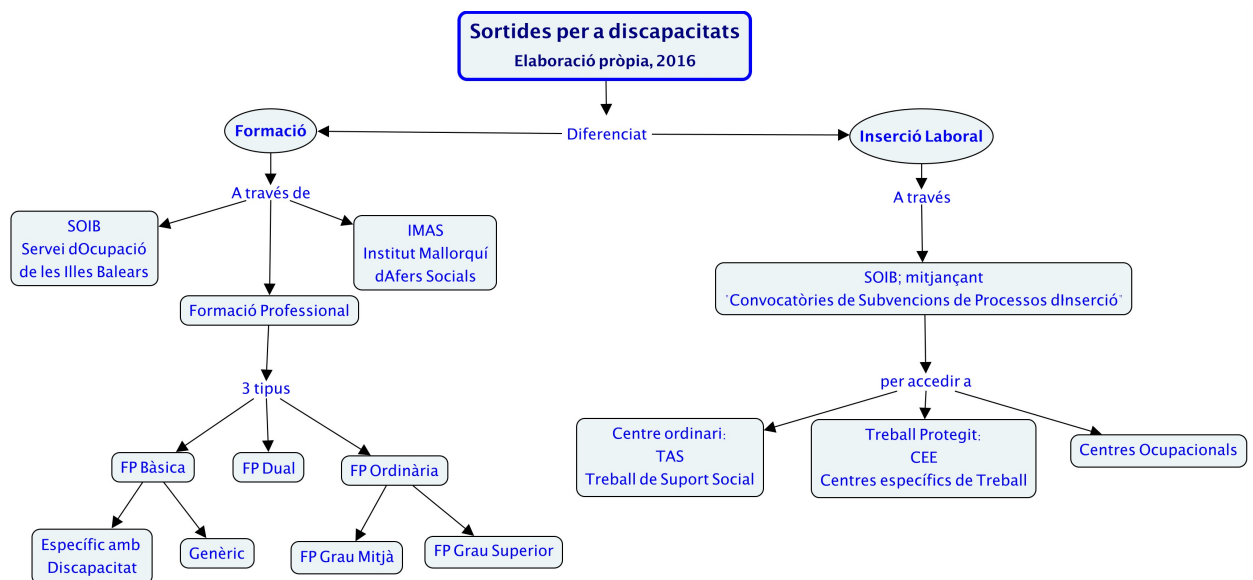 Sortides per a discapacitats
Elaboració pròpia, 2016
Diferenciat
Formació
Inserció Laboral
A través de
A través
SOIB
Servei dOcupació
de les Illes Balears
IMAS
Institut Mallorquí
dAfers Socials
Formació Professional
SOIB; mitjançant
"Convocatòries de Subvencions de Processos dInserció"
3 tipus
per accedir a
FP Bàsica
FP Dual
FP Ordinària
Centre ordinari:
TAS
Treball de Suport Social
Treball Protegit:
CEE
Centres específics de Treball
Centres Ocupacionals
Específic amb
Discapacitat
Genèric
FP Grau Mitjà
FP Grau Superior